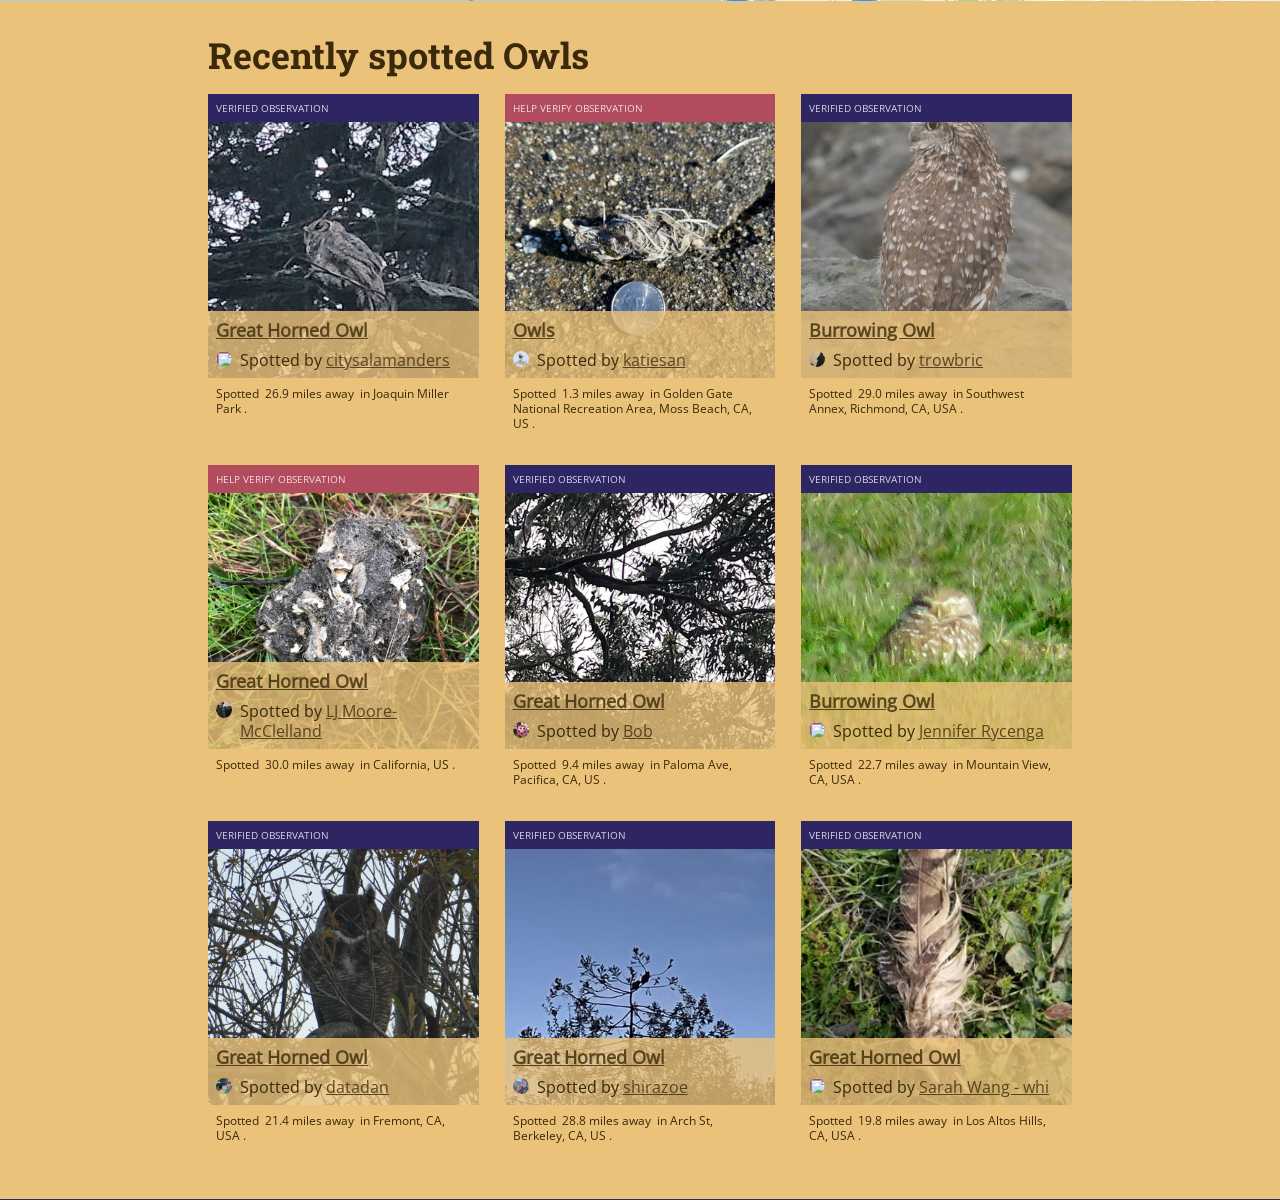 Recently spotted Owls
VERIFIED OBSERVATION
Great Horned Owl
Spotted by citysalamanders
Spotted 26.9 miles away in Joaquin Miller
Park .
HELP VERIFY OBSERVATION
Owls
Spotted by katiesan
Spotted 1.3 miles away in Golden Gate
National Recreation Area, Moss Beach, CA,
US .
VERIFIED OBSERVATION
Burrowing Owl
Spotted by trowbric
Spotted 29.0 miles away in Southwest
Annex, Richmond, CA, USA .
HELP VERIFY OBSERVATION
Great Horned Owl
Spotted by LJ Moore-
McClelland
Spotted 30.0 miles away in California, US .
VERIFIED OBSERVATION
Great Horned Owl
Spotted by Bob
Spotted 9.4 miles away in Paloma Ave,
Pacifica, CA, US .
VERIFIED OBSERVATION
Burrowing Owl
Spotted by Jennifer Rycenga
Spotted 22.7 miles away in Mountain View,
CA, USA .
VERIFIED OBSERVATION
Great Horned Owl
Spotted by datadan
Spotted 21.4 miles away in Fremont, CA,
USA .
VERIFIED OBSERVATION
Great Horned Owl
Spotted by shirazoe
Spotted 28.8 miles away in Arch St,
Berkeley, CA, US .
VERIFIED OBSERVATION
Great Horned Owl
Spotted by Sarah Wang - whi
Spotted 19.8 miles away in Los Altos Hills,
CA, USA .